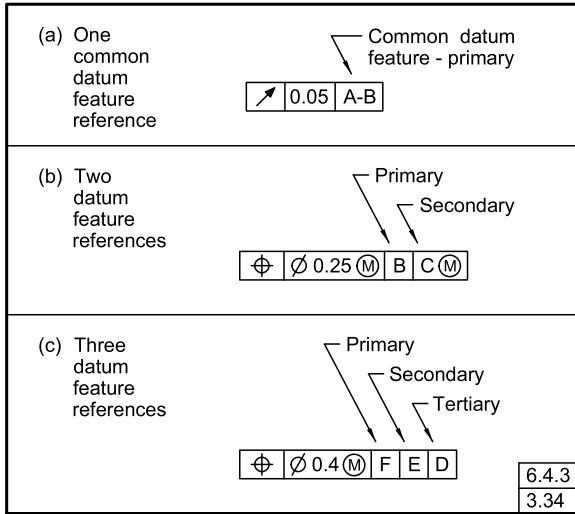 (a) One
common
datum
feature
reference
Common datum
feature - primary
0.05 A-B
(b) Two
datum
feature
references
Primary
Secondary
⌀ 0.25 Ⓜ B C Ⓜ
(c) Three
datum
feature
references
Primary
Secondary
Tertiary
⌀ 0.4 Ⓜ F E D
6.4.3
3.34